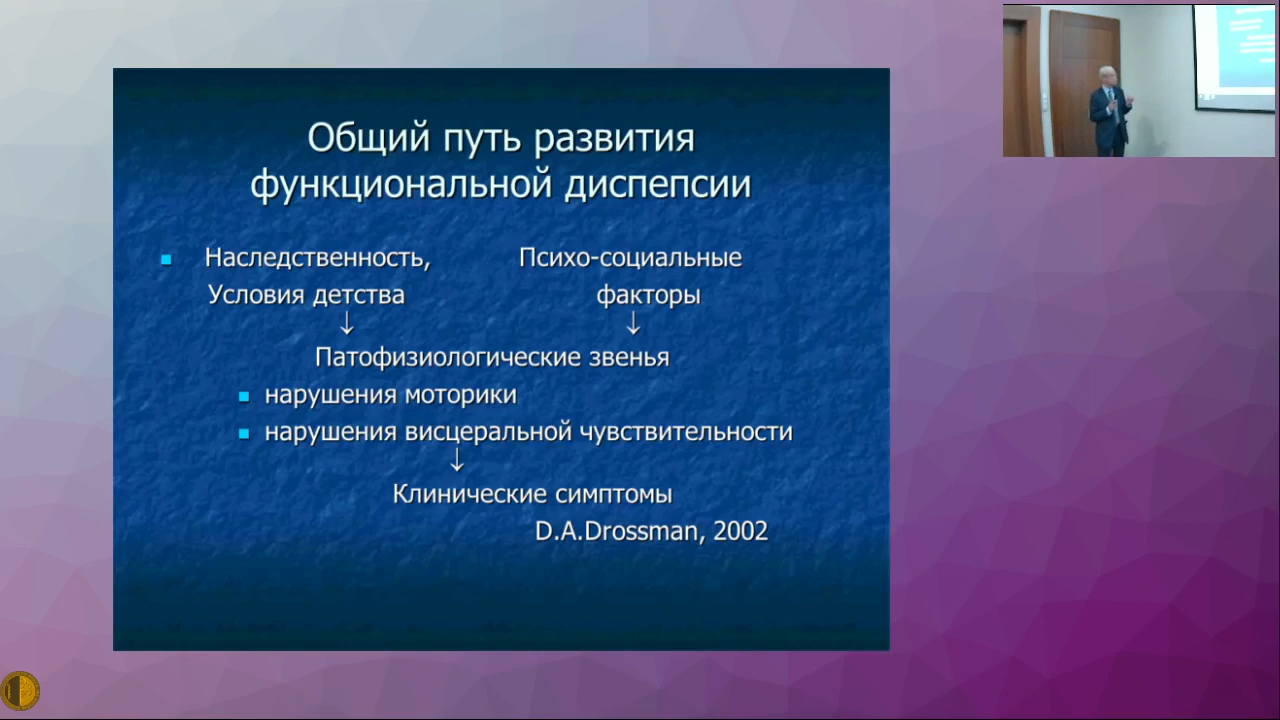 Общий путь развития
функциональной диспепсии
Наследственность, Психо-социальные
Условия детства факторы
↓ ↓
Патофизиологические звенья
нарушения моторики
нарушения висцеральной чувствительности
↓
Клинические симптомы
D.A.Drossman, 2002